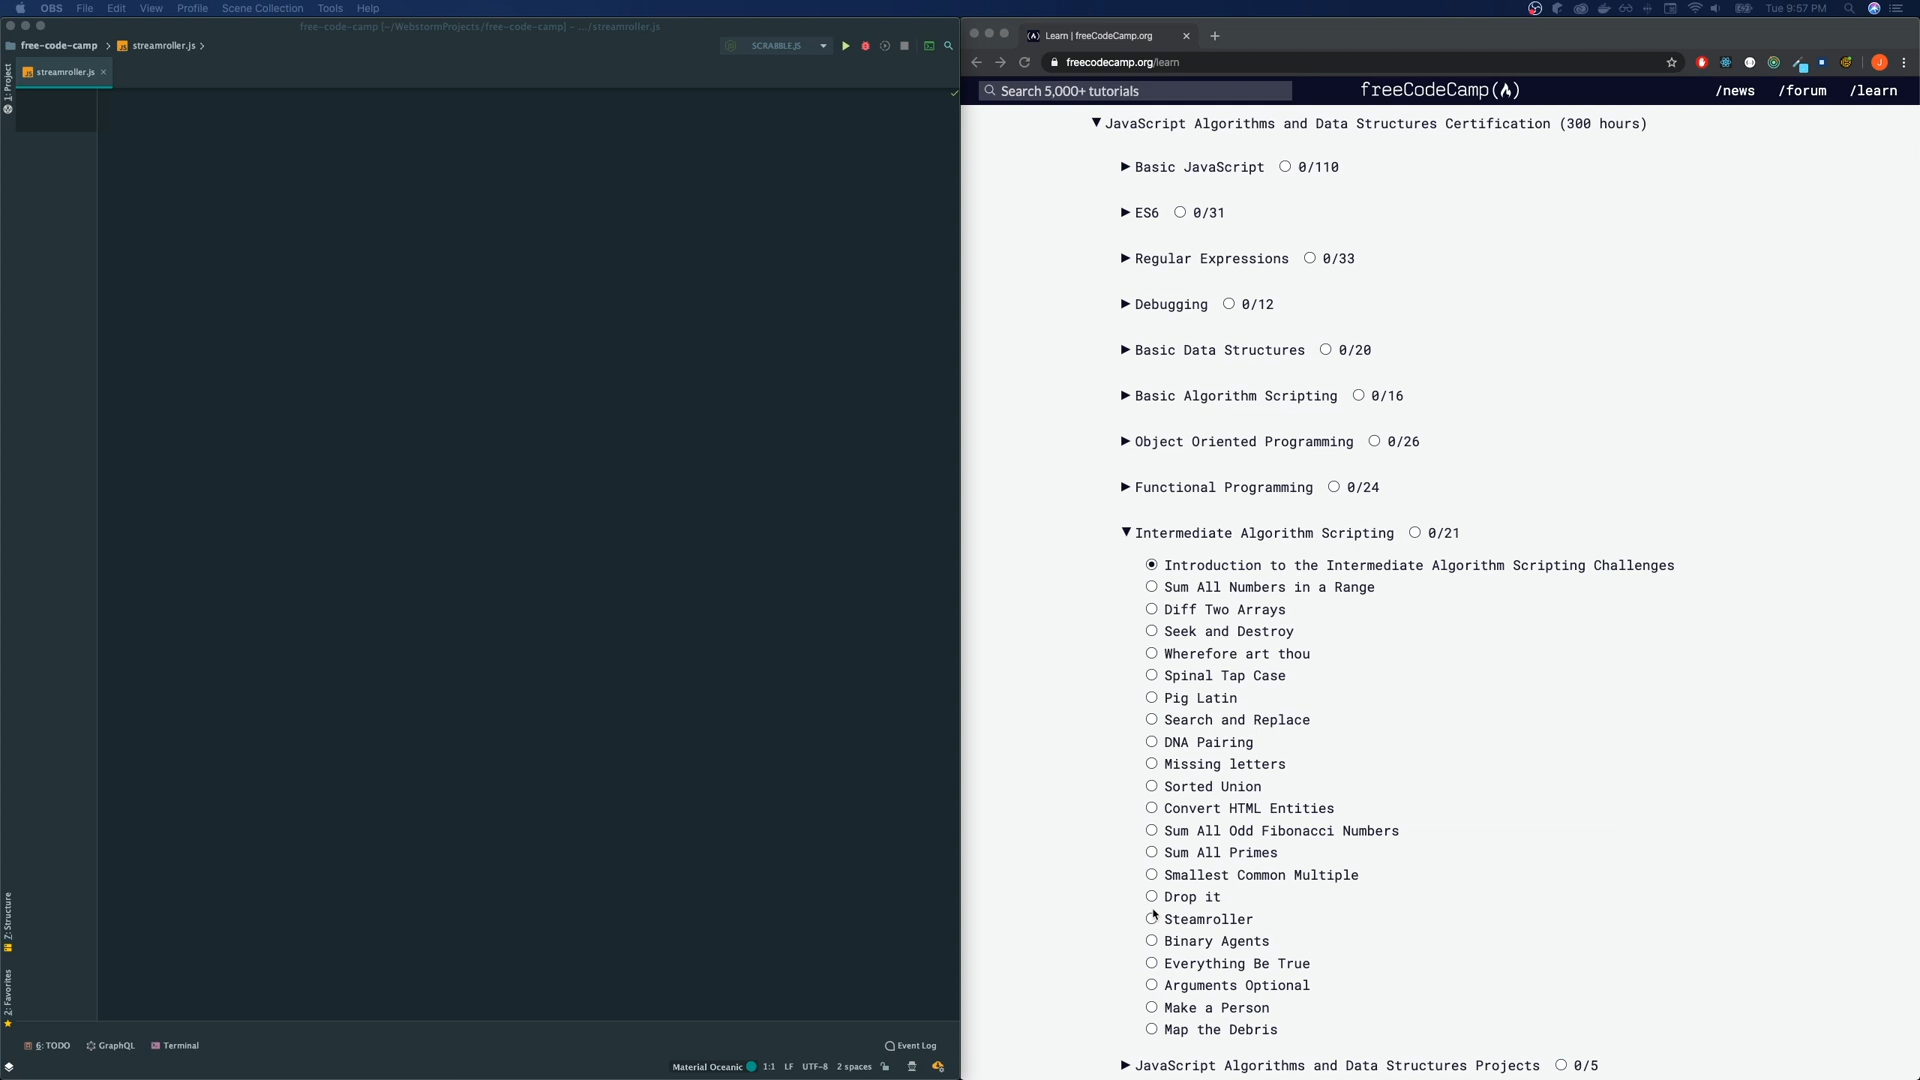 OBS File Edit View Profile Scene Collection Tools Help
Tue 9:57 PM
free-code-camp [~/WebstormProjects/free-code-camp] – .../streamroller.js
free-code-camp streamroller.js
SCRABBLE.JS
streamroller.js
1: Project
Z: Structure
2: Favorites
6: TODO GraphQL Terminal
Event Log
Material Oceanic 1:1 LF UTF-8 2 spaces
Learn | freeCodeCamp.org
freecodecamp.org/learn
J
Search 5,000+ tutorials
freeCodeCamp
/news /forum /learn
JavaScript Algorithms and Data Structures Certification (300 hours)
Basic JavaScript 0/110
ES6 0/31
Regular Expressions 0/33
Debugging 0/12
Basic Data Structures 0/20
Basic Algorithm Scripting 0/16
Object Oriented Programming 0/26
Functional Programming 0/24
Intermediate Algorithm Scripting 0/21
Introduction to the Intermediate Algorithm Scripting Challenges
Sum All Numbers in a Range
Diff Two Arrays
Seek and Destroy
Wherefore art thou
Spinal Tap Case
Pig Latin
Search and Replace
DNA Pairing
Missing letters
Sorted Union
Convert HTML Entities
Sum All Odd Fibonacci Numbers
Sum All Primes
Smallest Common Multiple
Drop it
Steamroller
Binary Agents
Everything Be True
Arguments Optional
Make a Person
Map the Debris
JavaScript Algorithms and Data Structures Projects 0/5